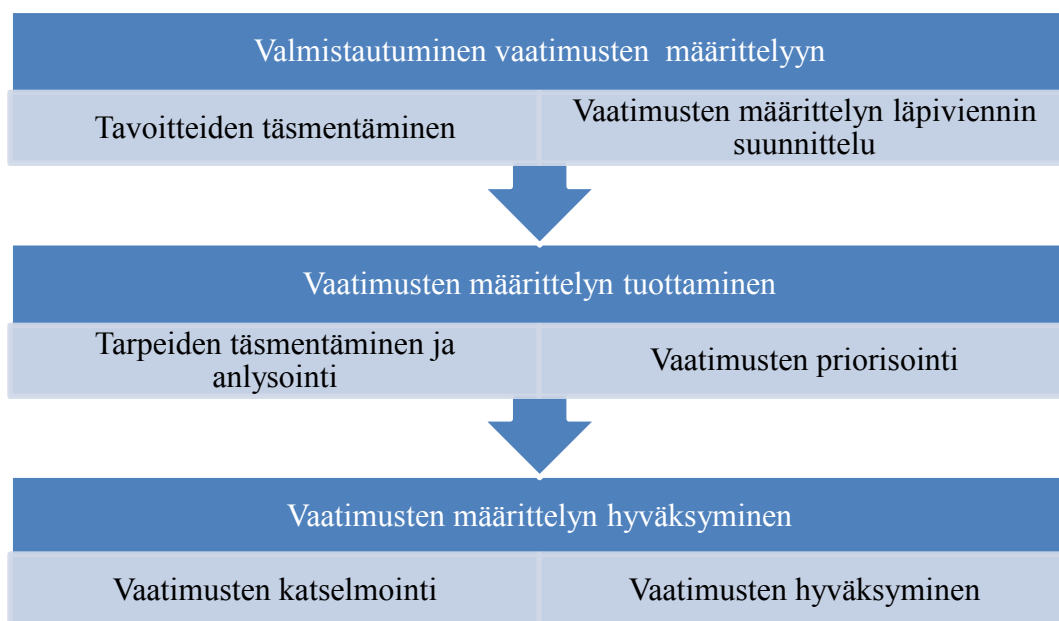 Valmistautuminen vaatimusten määrittelyyn
Tavoitteiden täsmentäminen
Vaatimusten määrittelyn läpiviennin
suunnittelu
Vaatimusten määrittelyn tuottaminen
Tarpeiden täsmentäminen ja
anlysointi
Vaatimusten priorisointi
Vaatimusten määrittelyn hyväksyminen
Vaatimusten katselmointi
Vaatimusten hyväksyminen